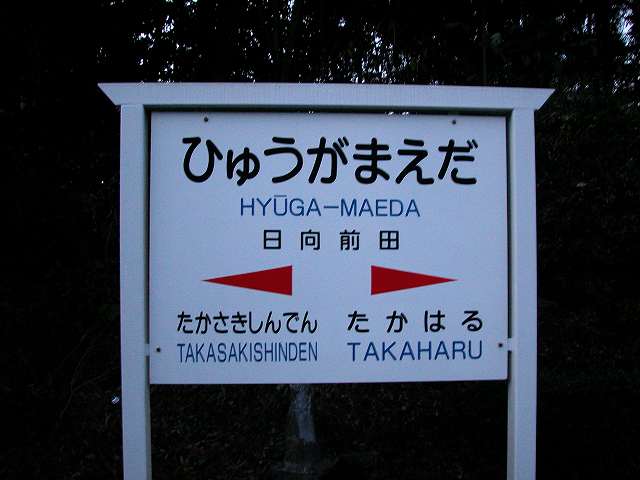 ひゅうがまえだ
HYŪGA-MAEDA
日向前田
たかさきしんでん たかはる
TAKASAKISHINDEN TAKAHARU